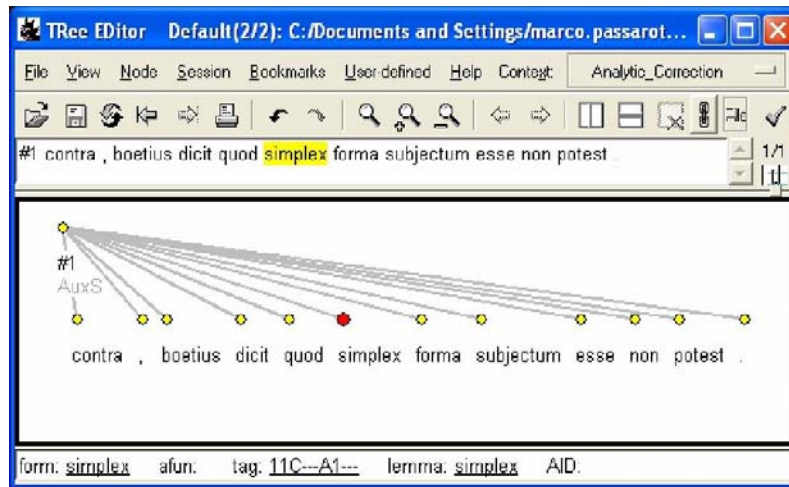 TRee EDitor Default(2/2): C:/Documents and Settings/marco.passarot...
File View Node Session Bookmarks User-defined Help Context: Analytic_Correction
#1 contra , boetius dicit quod simplex forma subjectum esse non potest .
1/1
#1
AuxS
contra , boetius dicit quod simplex forma subjectum esse non potest .
form: simplex afun: tag: 11C---A1--- lemma: simplex AID: